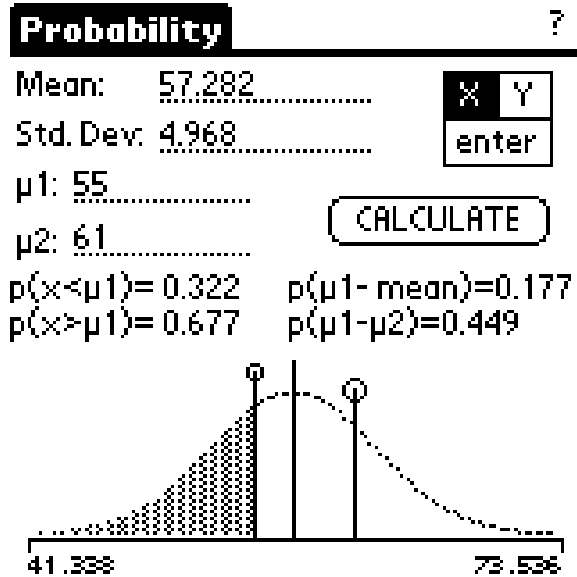 Probability ?
Mean: 57.282
X Y
Std. Dev: 4.968
enter
µ1: 55
CALCULATE
µ2: 61
p(x<µ1)= 0.322 p(µ1- mean)=0.177
p(x>µ1)= 0.677 p(µ1-µ2)=0.449
41.338 73.536